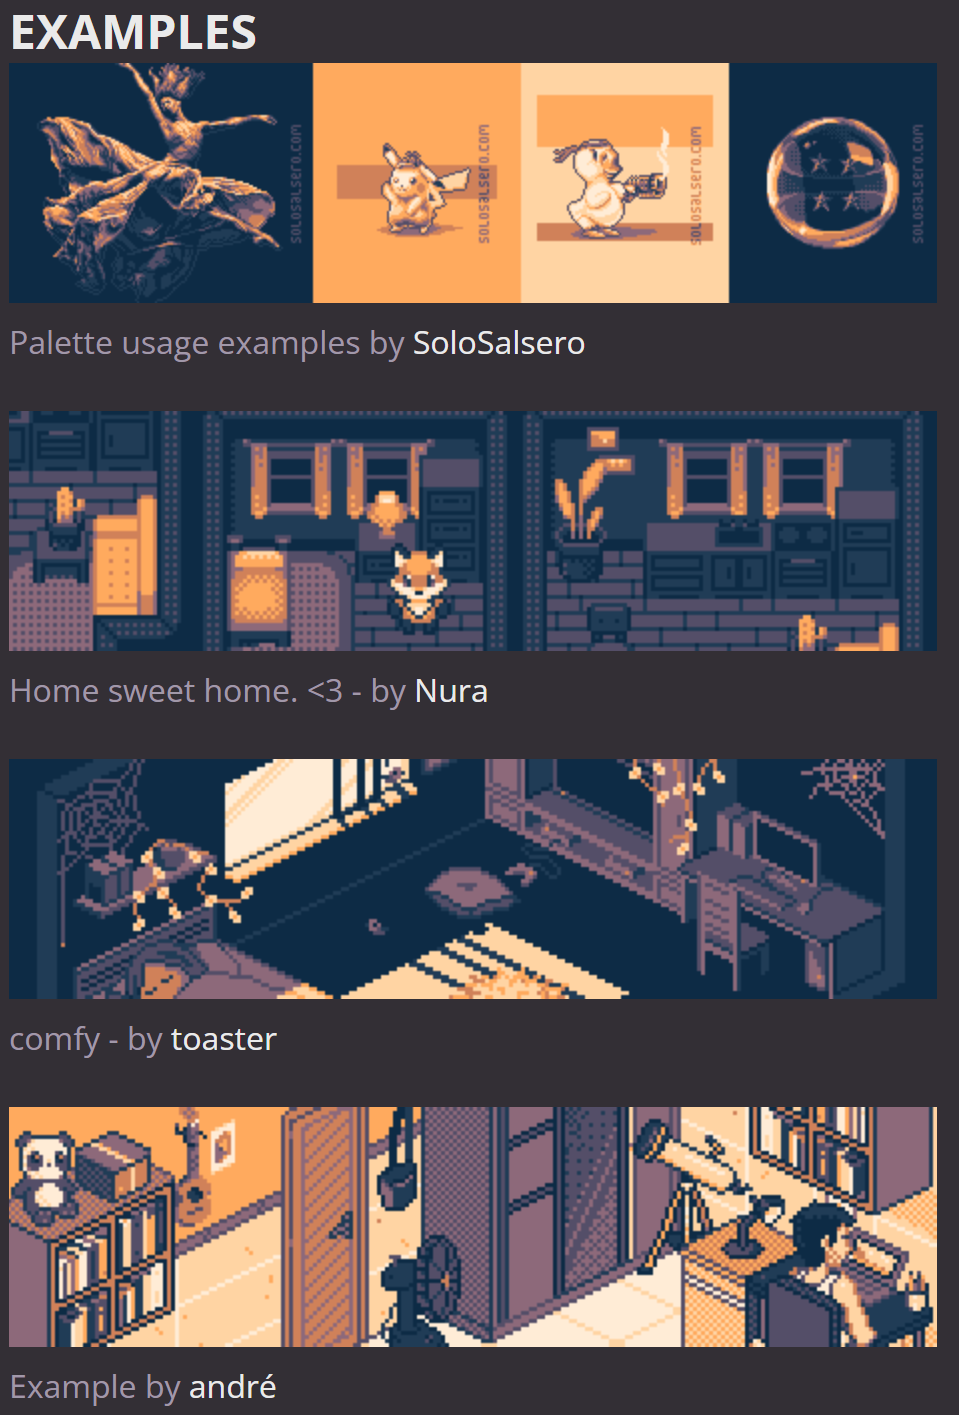 EXAMPLES
solosalsero.com
solosalsero.com
solosalsero.com
solosalsero.com
Palette usage examples by SoloSalsero
Home sweet home. <3 - by Nura
comfy - by toaster
Example by andré